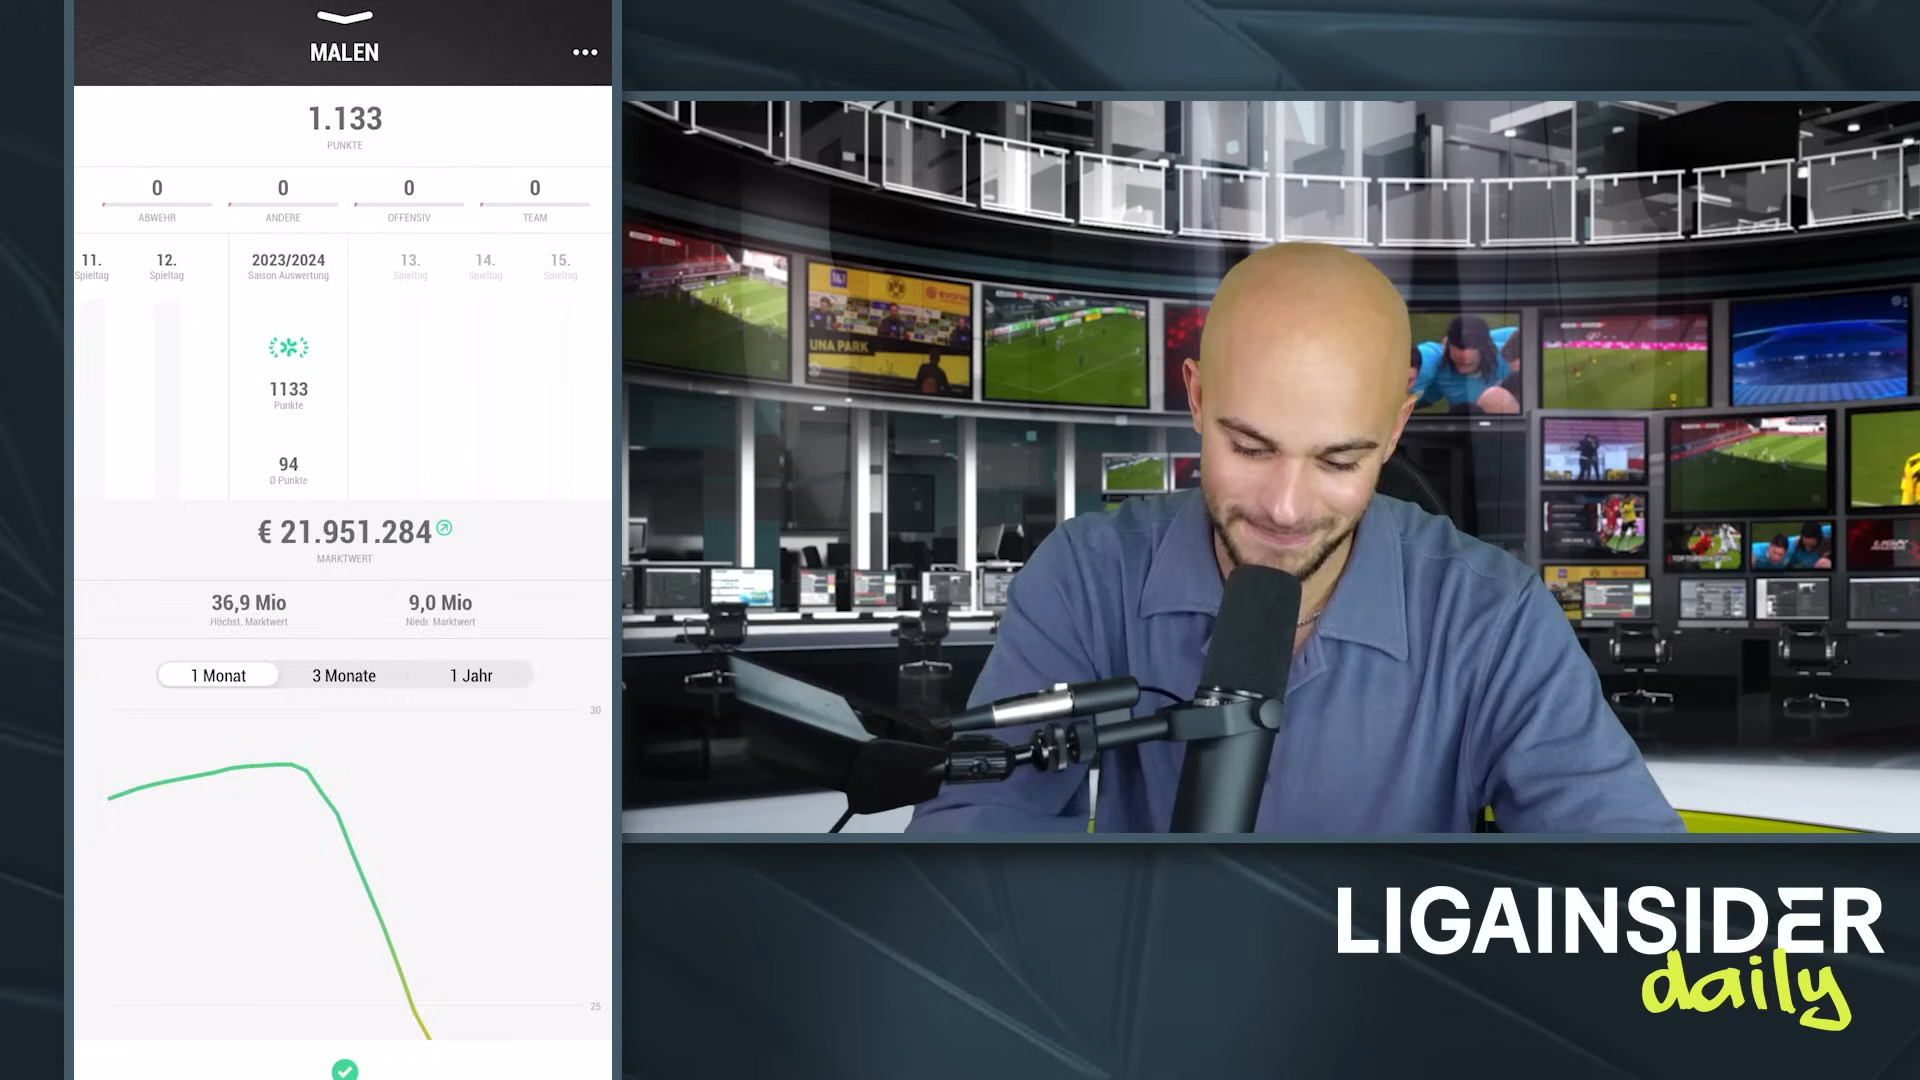 MALEN
1.133
PUNKTE
0 0 0 0
ABWEHR ANDERE OFFENSIV TEAM
11. 12. 2023/2024 13. 14. 15.
Spieltag Spieltag Saison Auswertung Spieltag Spieltag Spieltag
1133
Punkte
94
Ø Punkte
€ 21.951.284
MARKTWERT
36,9 Mio 9,0 Mio
Höchst. Marktwert Niedr. Marktwert
1 Monat 3 Monate 1 Jahr
30
25
UNA PARK
LIGAINSIDER
daily